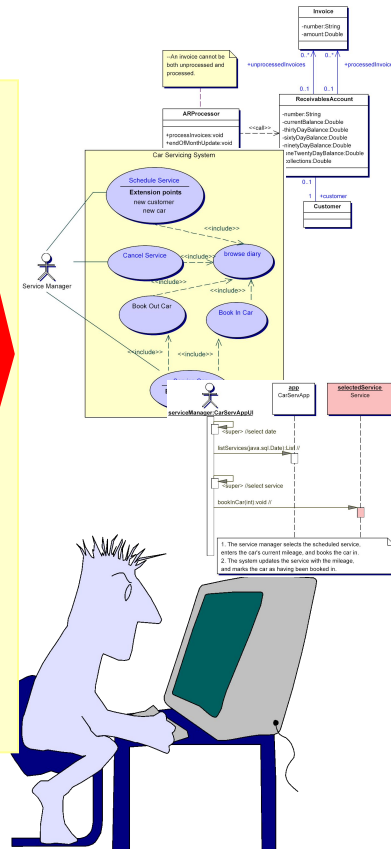 Invoice
-number:String
-amount:Double
0..*
0..*
+unprocessedInvoices
+processedInvoic
--An invoice cannot be
both unprocessed and
processed.
0..1
0..1
ReceivablesAccount
-number:String
-currentBalance:Double
-thirtyDayBalance:Double
-sixtyDayBalance:Double
-ninetyDayBalance:Double
neTwentyDayBalance:Double
collections:Double
ARProcessor
+processInvoices:void
+endOfMonthUpdate:void
<<call>>
0..1
1
+customer
Customer
Car Servicing System
Schedule Service
Extension points
new customer
new car
<<include>>
Cancel Service
<<include>>
browse diary
<<include>>
Book Out Car
<<include>>
Book In Car
Service Manager
<<include>>
<<include>>
serviceManager:CarServAppUI
app
CarServApp
selectedService
Service
<super> //select date
listServices(java.sql.Date):List //
<super> //select service
bookInCar(int):void //
1. The service manager selects the scheduled service,
enters the car's current mileage, and books the car in.
2. The system updates the service with the mileage,
and marks the car as having been booked in.